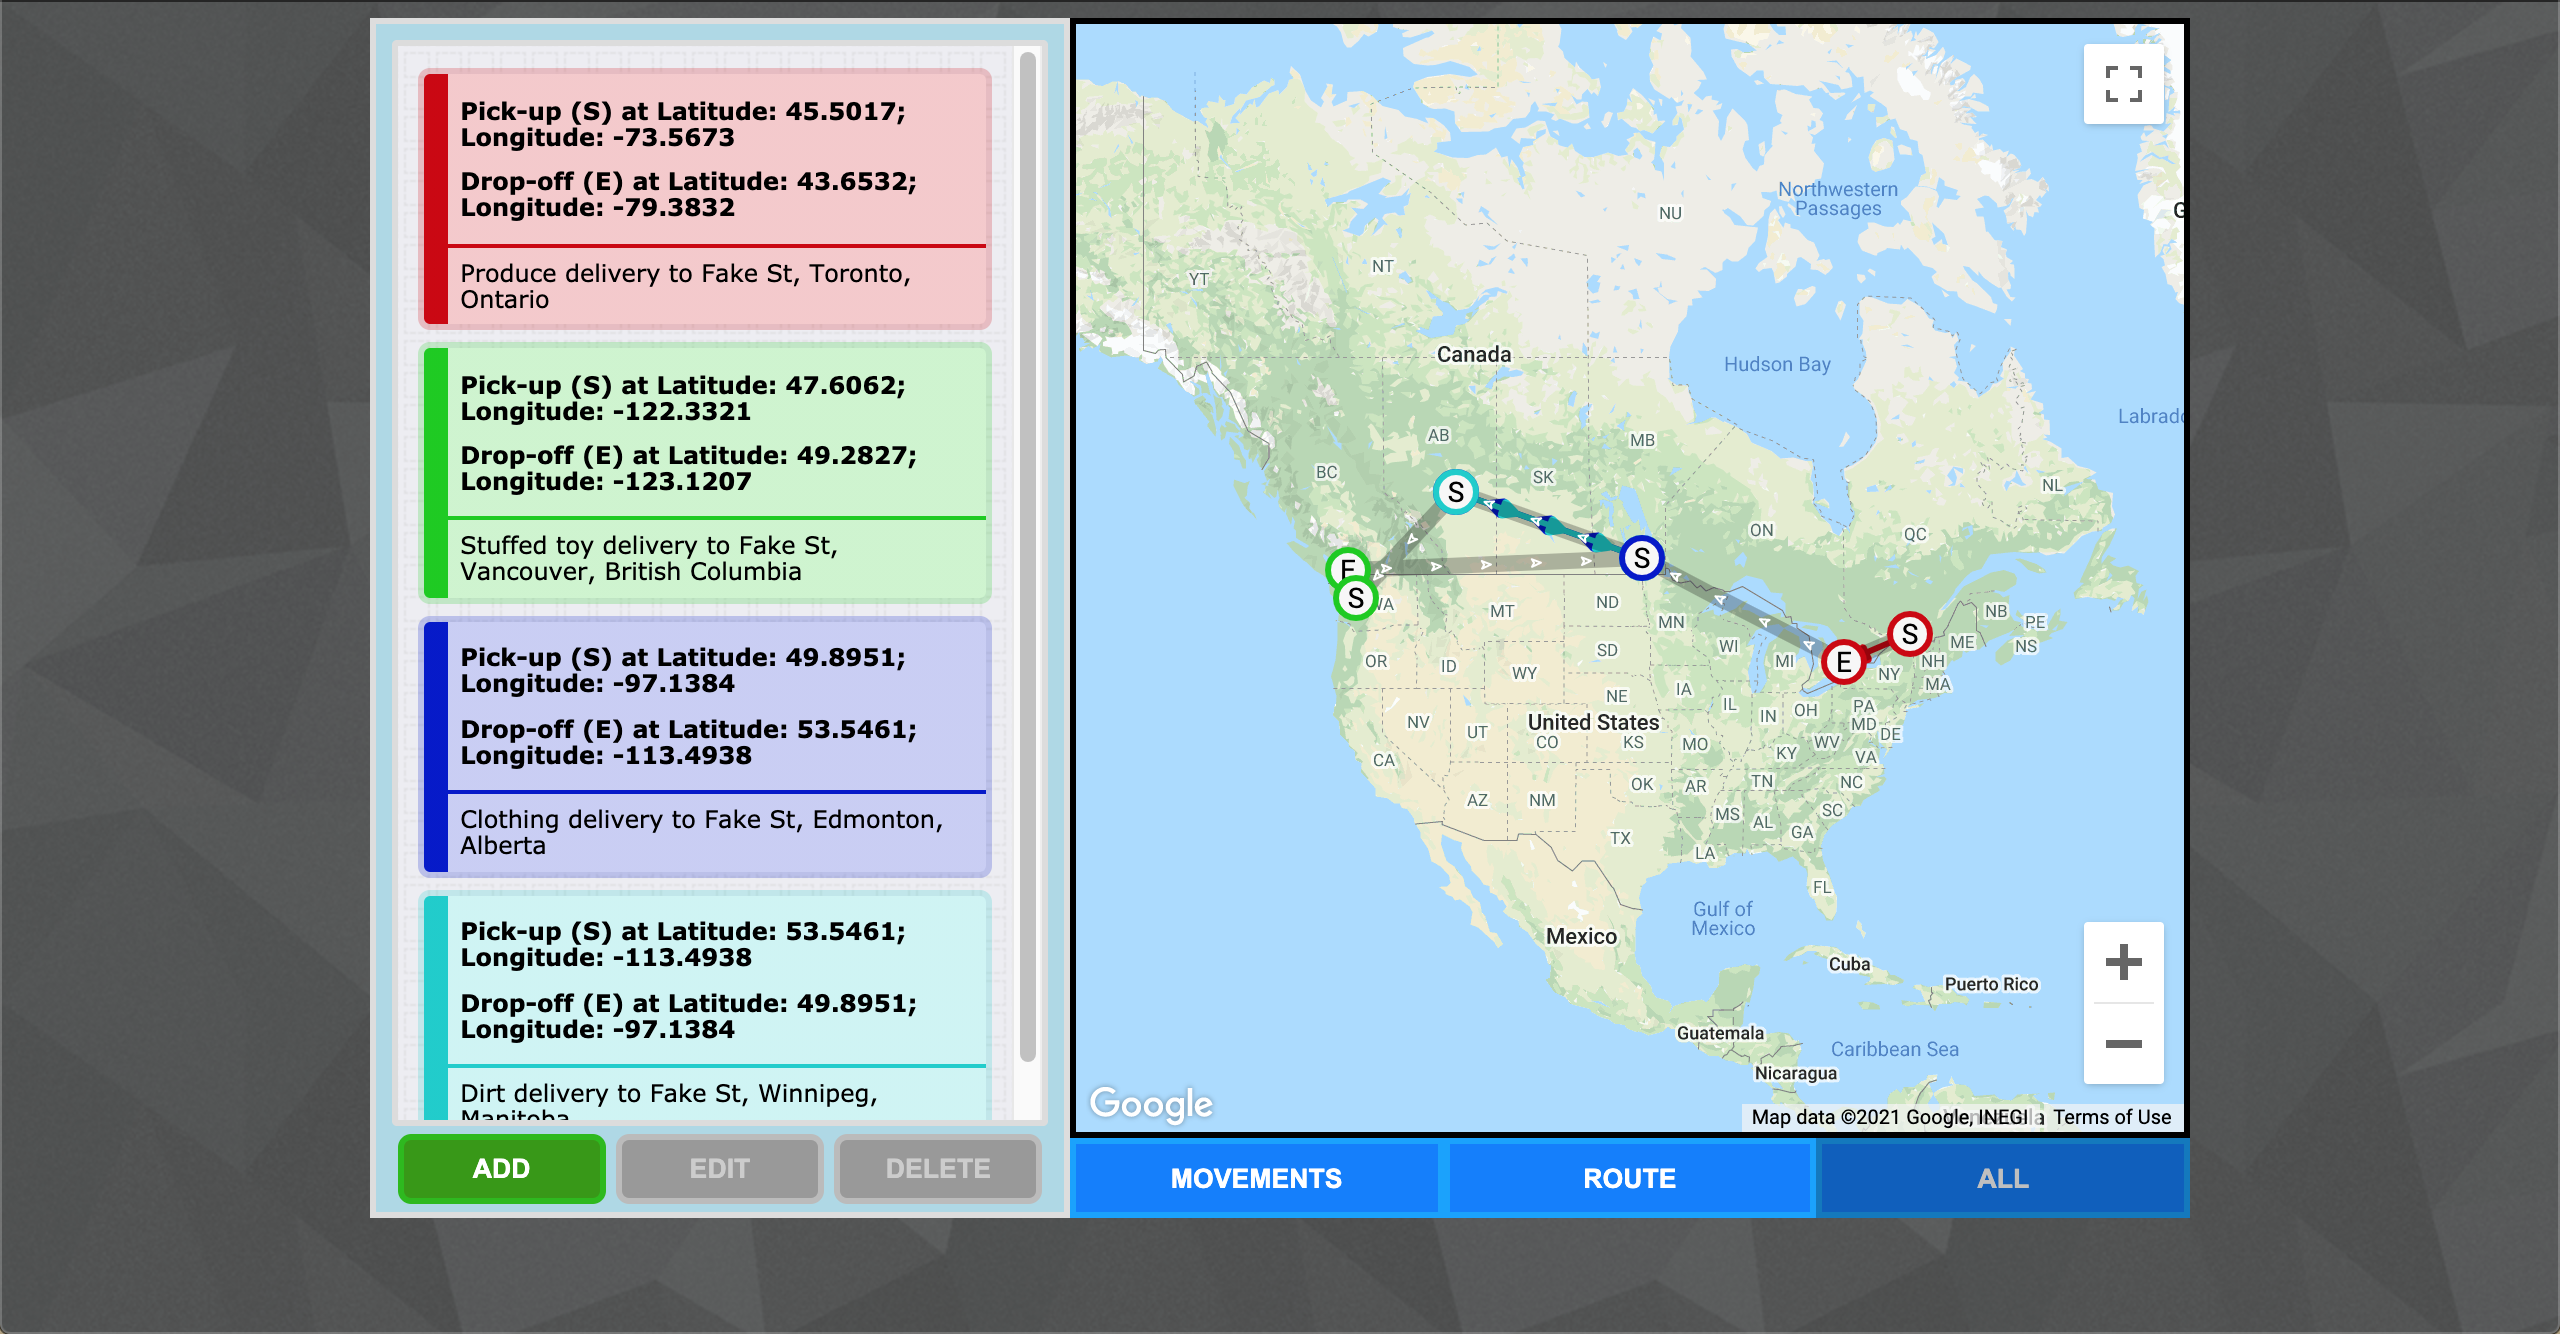 Pick-up (S) at Latitude: 45.5017;
Longitude: -73.5673
Drop-off (E) at Latitude: 43.6532;
Longitude: -79.3832
Produce delivery to Fake St, Toronto,
Ontario
Pick-up (S) at Latitude: 47.6062;
Longitude: -122.3321
Drop-off (E) at Latitude: 49.2827;
Longitude: -123.1207
Stuffed toy delivery to Fake St,
Vancouver, British Columbia
Pick-up (S) at Latitude: 49.8951;
Longitude: -97.1384
Drop-off (E) at Latitude: 53.5461;
Longitude: -113.4938
Clothing delivery to Fake St, Edmonton,
Alberta
Pick-up (S) at Latitude: 53.5461;
Longitude: -113.4938
Drop-off (E) at Latitude: 49.8951;
Longitude: -97.1384
Dirt delivery to Fake St, Winnipeg,
Manitoba
ADD
EDIT
DELETE
Northwestern
Passages
NU
NT
YT
Canada
Hudson Bay
AB
MB
BC
SK
NL
ON
QC
S
S
E
S
WA
MT
ND
MN
NB
PE
S
ME
NS
OR
ID
WY
SD
WI
MI
E
NH
NY
MA
NE
IA
IL
IN
OH
PA
NV
UT
United States
CO
KS
MO
MD
DE
WV
KY
VA
CA
OK
AR
TN
NC
AZ
NM
MS
AL
SC
GA
TX
LA
FL
Gulf of
Mexico
Mexico
Cuba
Puerto Rico
Guatemala
Caribbean Sea
Nicaragua
Google
Map data ©2021 Google, INEGI
Terms of Use
MOVEMENTS
ROUTE
ALL